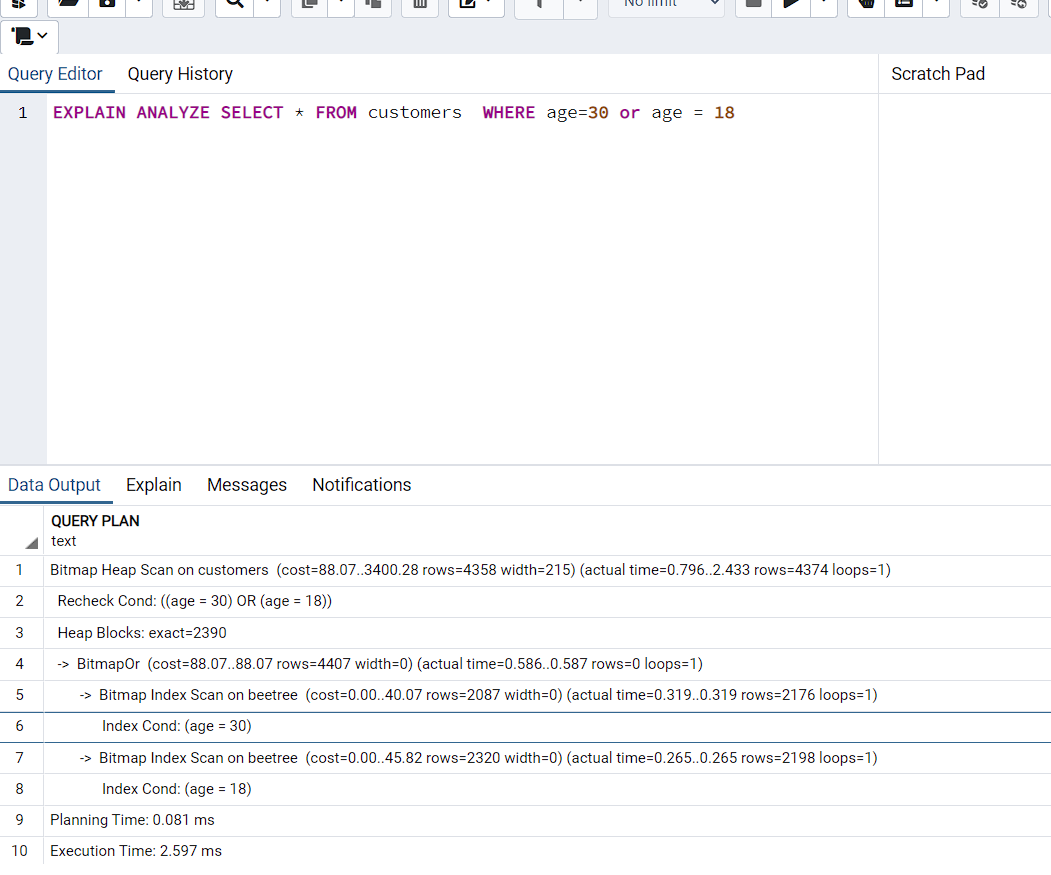 No limit
Query Editor Query History Scratch Pad
1 EXPLAIN ANALYZE SELECT * FROM customers  WHERE age=30 or age = 18
Data Output Explain Messages Notifications
QUERY PLAN
text
1 Bitmap Heap Scan on customers  (cost=88.07..3400.28 rows=4358 width=215) (actual time=0.796..2.433 rows=4374 loops=1)
2 Recheck Cond: ((age = 30) OR (age = 18))
3 Heap Blocks: exact=2390
4 -> BitmapOr  (cost=88.07..88.07 rows=4407 width=0) (actual time=0.586..0.587 rows=0 loops=1)
5 -> Bitmap Index Scan on beetree  (cost=0.00..40.07 rows=2087 width=0) (actual time=0.319..0.319 rows=2176 loops=1)
6 Index Cond: (age = 30)
7 -> Bitmap Index Scan on beetree  (cost=0.00..45.82 rows=2320 width=0) (actual time=0.265..0.265 rows=2198 loops=1)
8 Index Cond: (age = 18)
9 Planning Time: 0.081 ms
10 Execution Time: 2.597 ms